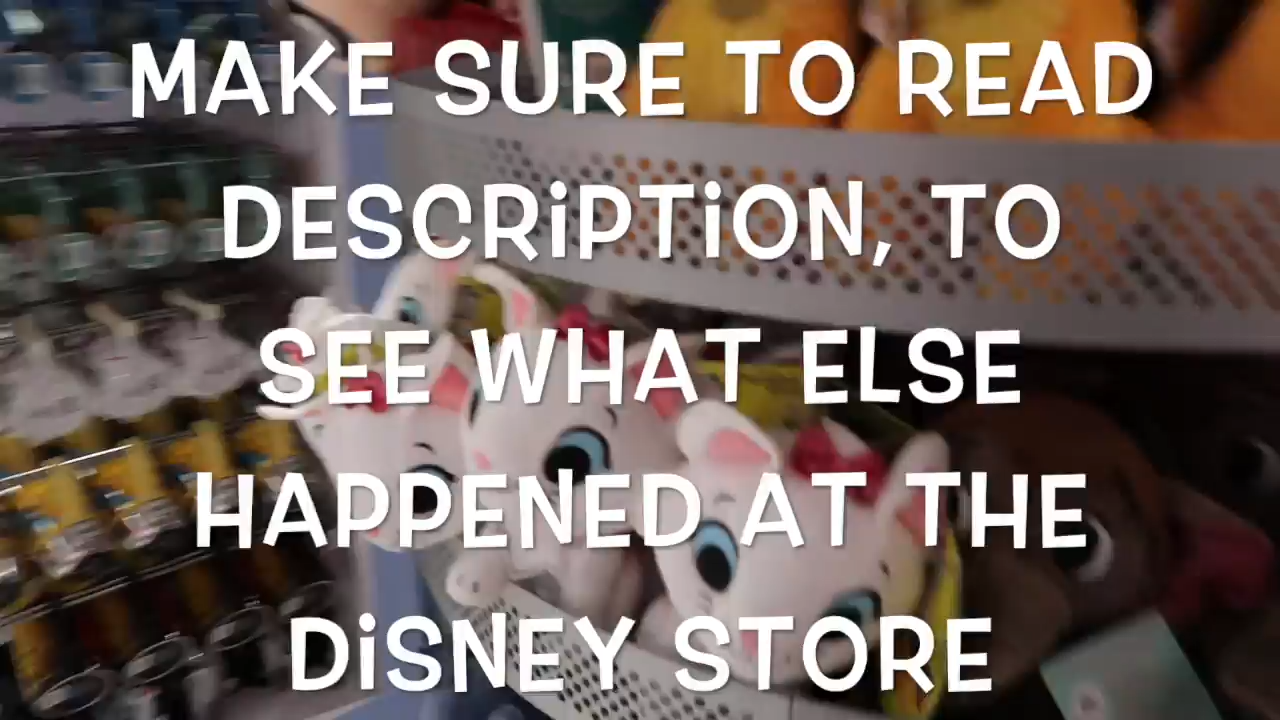 MAKE SURE TO READ
DESCRiPTiON, TO
SEE WHAT ELSE
HAPPENED AT THE
DiSNEY STORE